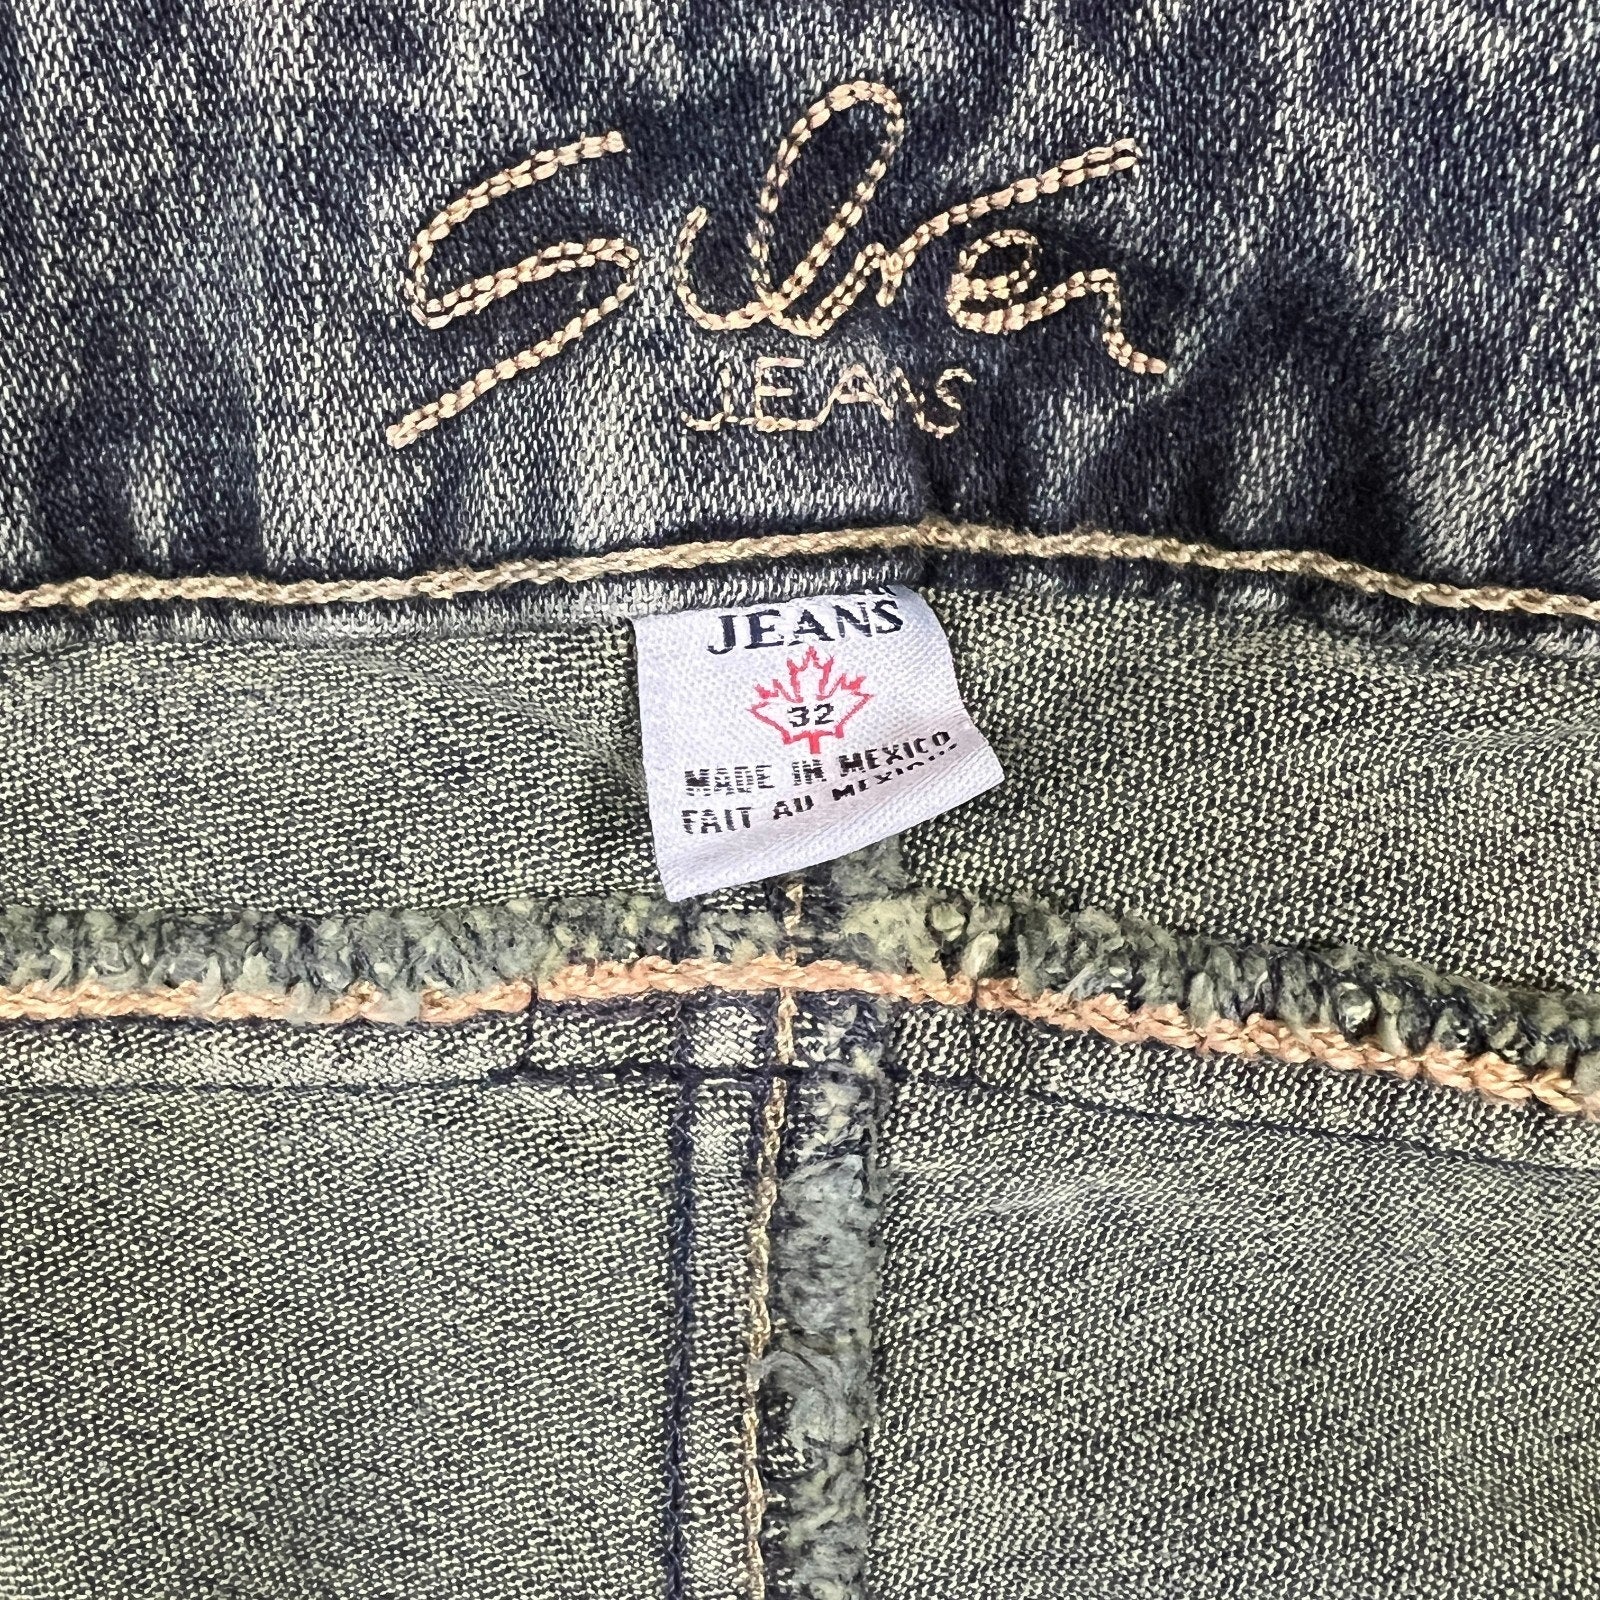 Silver
JEANS
JEANS
32
MADE IN MEXICO
FAIT AU MEXIQUE